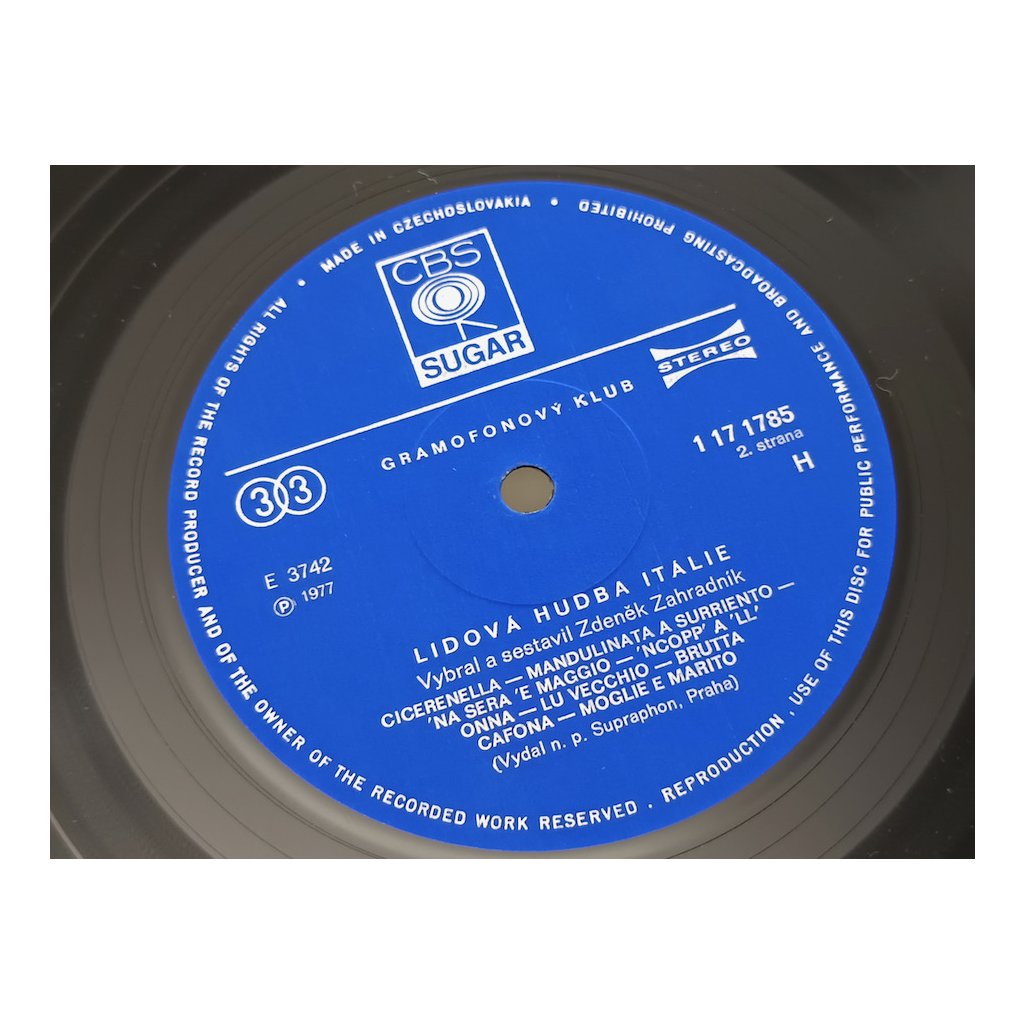 MADE IN CZECHOSLOVAKIA • ALL RIGHTS OF THE RECORD PRODUCER AND OF THE OWNER OF THE RECORDED WORK RESERVED . REPRODUCTION , USE OF THIS DISC FOR PUBLIC PERFORMANCE AND BROADCASTING PROHIBITED •
CBS
SUGAR
STEREO
GRAMOFONOVÝ KLUB
33
1 17 1785
2. strana
H
E 3742
Ⓟ 1977
LIDOVÁ HUDBA ITALIE
Vybral a sestavil Zdeněk Zahradník
CICERENELLA — MANDULINATA A SURRIENTO —
'NA SERA 'E MAGGIO — 'NCOPP' A 'LL'
ONNA — LU VECCHIO — BRUTTA
CAFONA — MOGLIE E MARITO
(Vydal n. p. Supraphon, Praha)